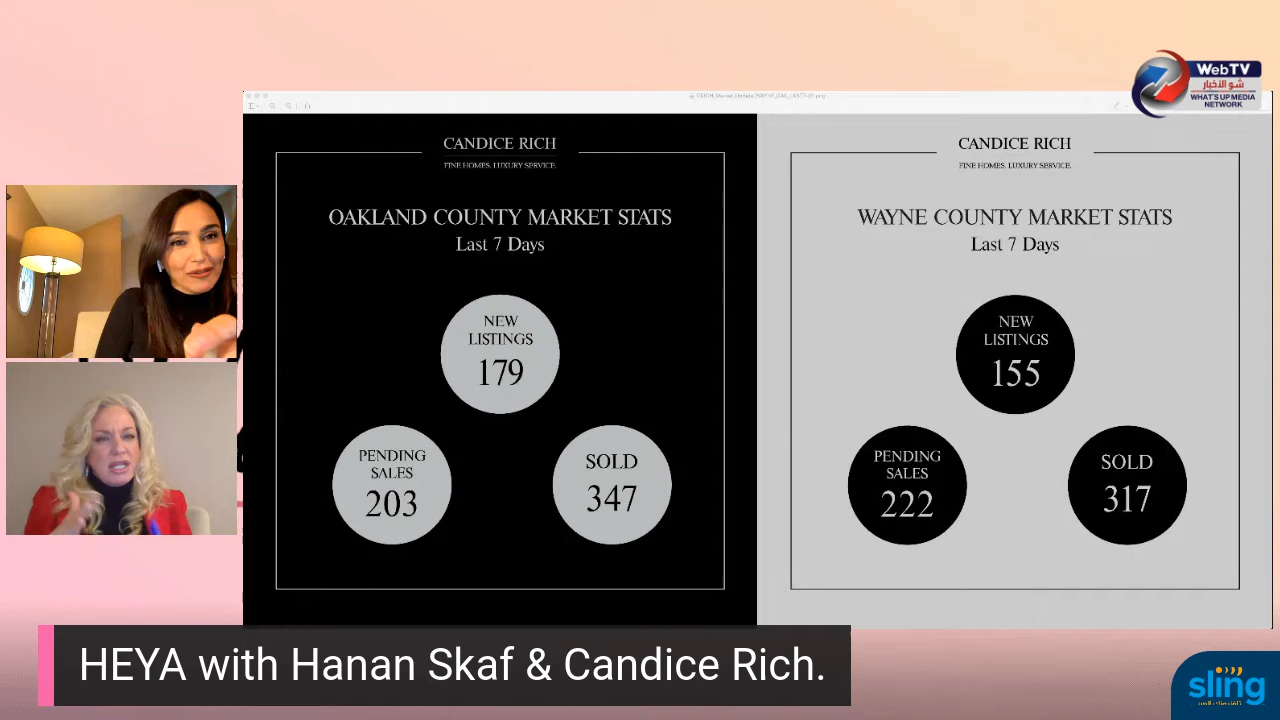 WebTV
شو الأخبار
WHAT'S UP MEDIA
NETWORK
CANDICE RICH
FINE HOMES. LUXURY SERVICE.
OAKLAND COUNTY MARKET STATS
Last 7 Days
NEW
LISTINGS
179
PENDING
SALES
203
SOLD
347
CANDICE RICH
FINE HOMES. LUXURY SERVICE.
WAYNE COUNTY MARKET STATS
Last 7 Days
NEW
LISTINGS
155
PENDING
SALES
222
SOLD
317
HEYA with Hanan Skaf & Candice Rich.
sling